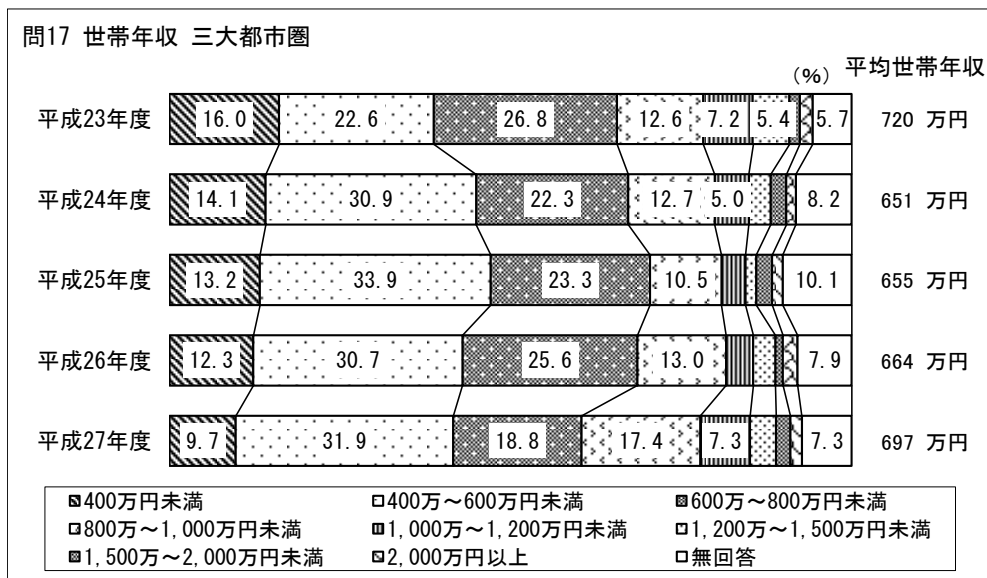 問17 世帯年収 三大都市圏
(%) 平均世帯年収
平成23年度 16.0 22.6 26.8 12.6 7.2 5.4 5.7 720 万円
平成24年度 14.1 30.9 22.3 12.7 5.0 8.2 651 万円
平成25年度 13.2 33.9 23.3 10.5 10.1 655 万円
平成26年度 12.3 30.7 25.6 13.0 7.9 664 万円
平成27年度 9.7 31.9 18.8 17.4 7.3 7.3 697 万円
400万円未満 400万～600万円未満 600万～800万円未満
800万～1,000万円未満 1,000万～1,200万円未満 1,200万～1,500万円未満
1,500万～2,000万円未満 2,000万円以上 無回答